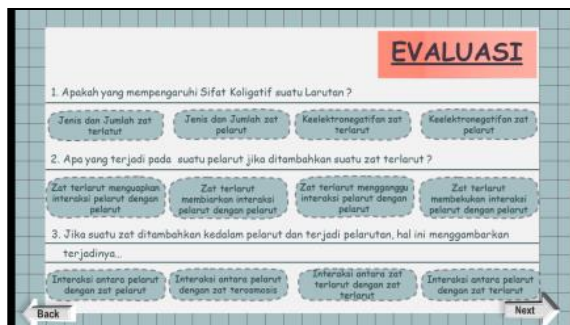 EVALUASI
1. Apakah yang mempengaruhi Sifat Koligatif suatu Larutan ?
Jenis dan Jumlah zat
terlatut
Jenis dan Jumlah zat
pelarut
Keelektronegatifan zat
terlarut
Keelektronegatifan zat
pelarut
2. Apa yang terjadi pada suatu pelarut jika ditambahkan suatu zat terlarut ?
Zat terlarut menguapkan
interaksi pelarut dengan
pelarut
Zat terlarut
membiarkan interaksi
pelarut dengan pelarut
Zat terlarut mengganggu
interaksi pelarut dengan
pelarut
Zat terlarut
membekukan interaksi
pelarut dengan pelarut
3. Jika suatu zat ditambahkan kedalam pelarut dan terjadi pelarutan, hal ini menggambarkan
terjadinya...
Interaksi antara pelarut
dengan zat pelarut
Interaksi antara pelarut
dengan zat terosmosis
Interaksi antara zat
terlarut dengan zat
terlarut
Interaksi antara pelarut
dengan zat terlarut
Back
Next